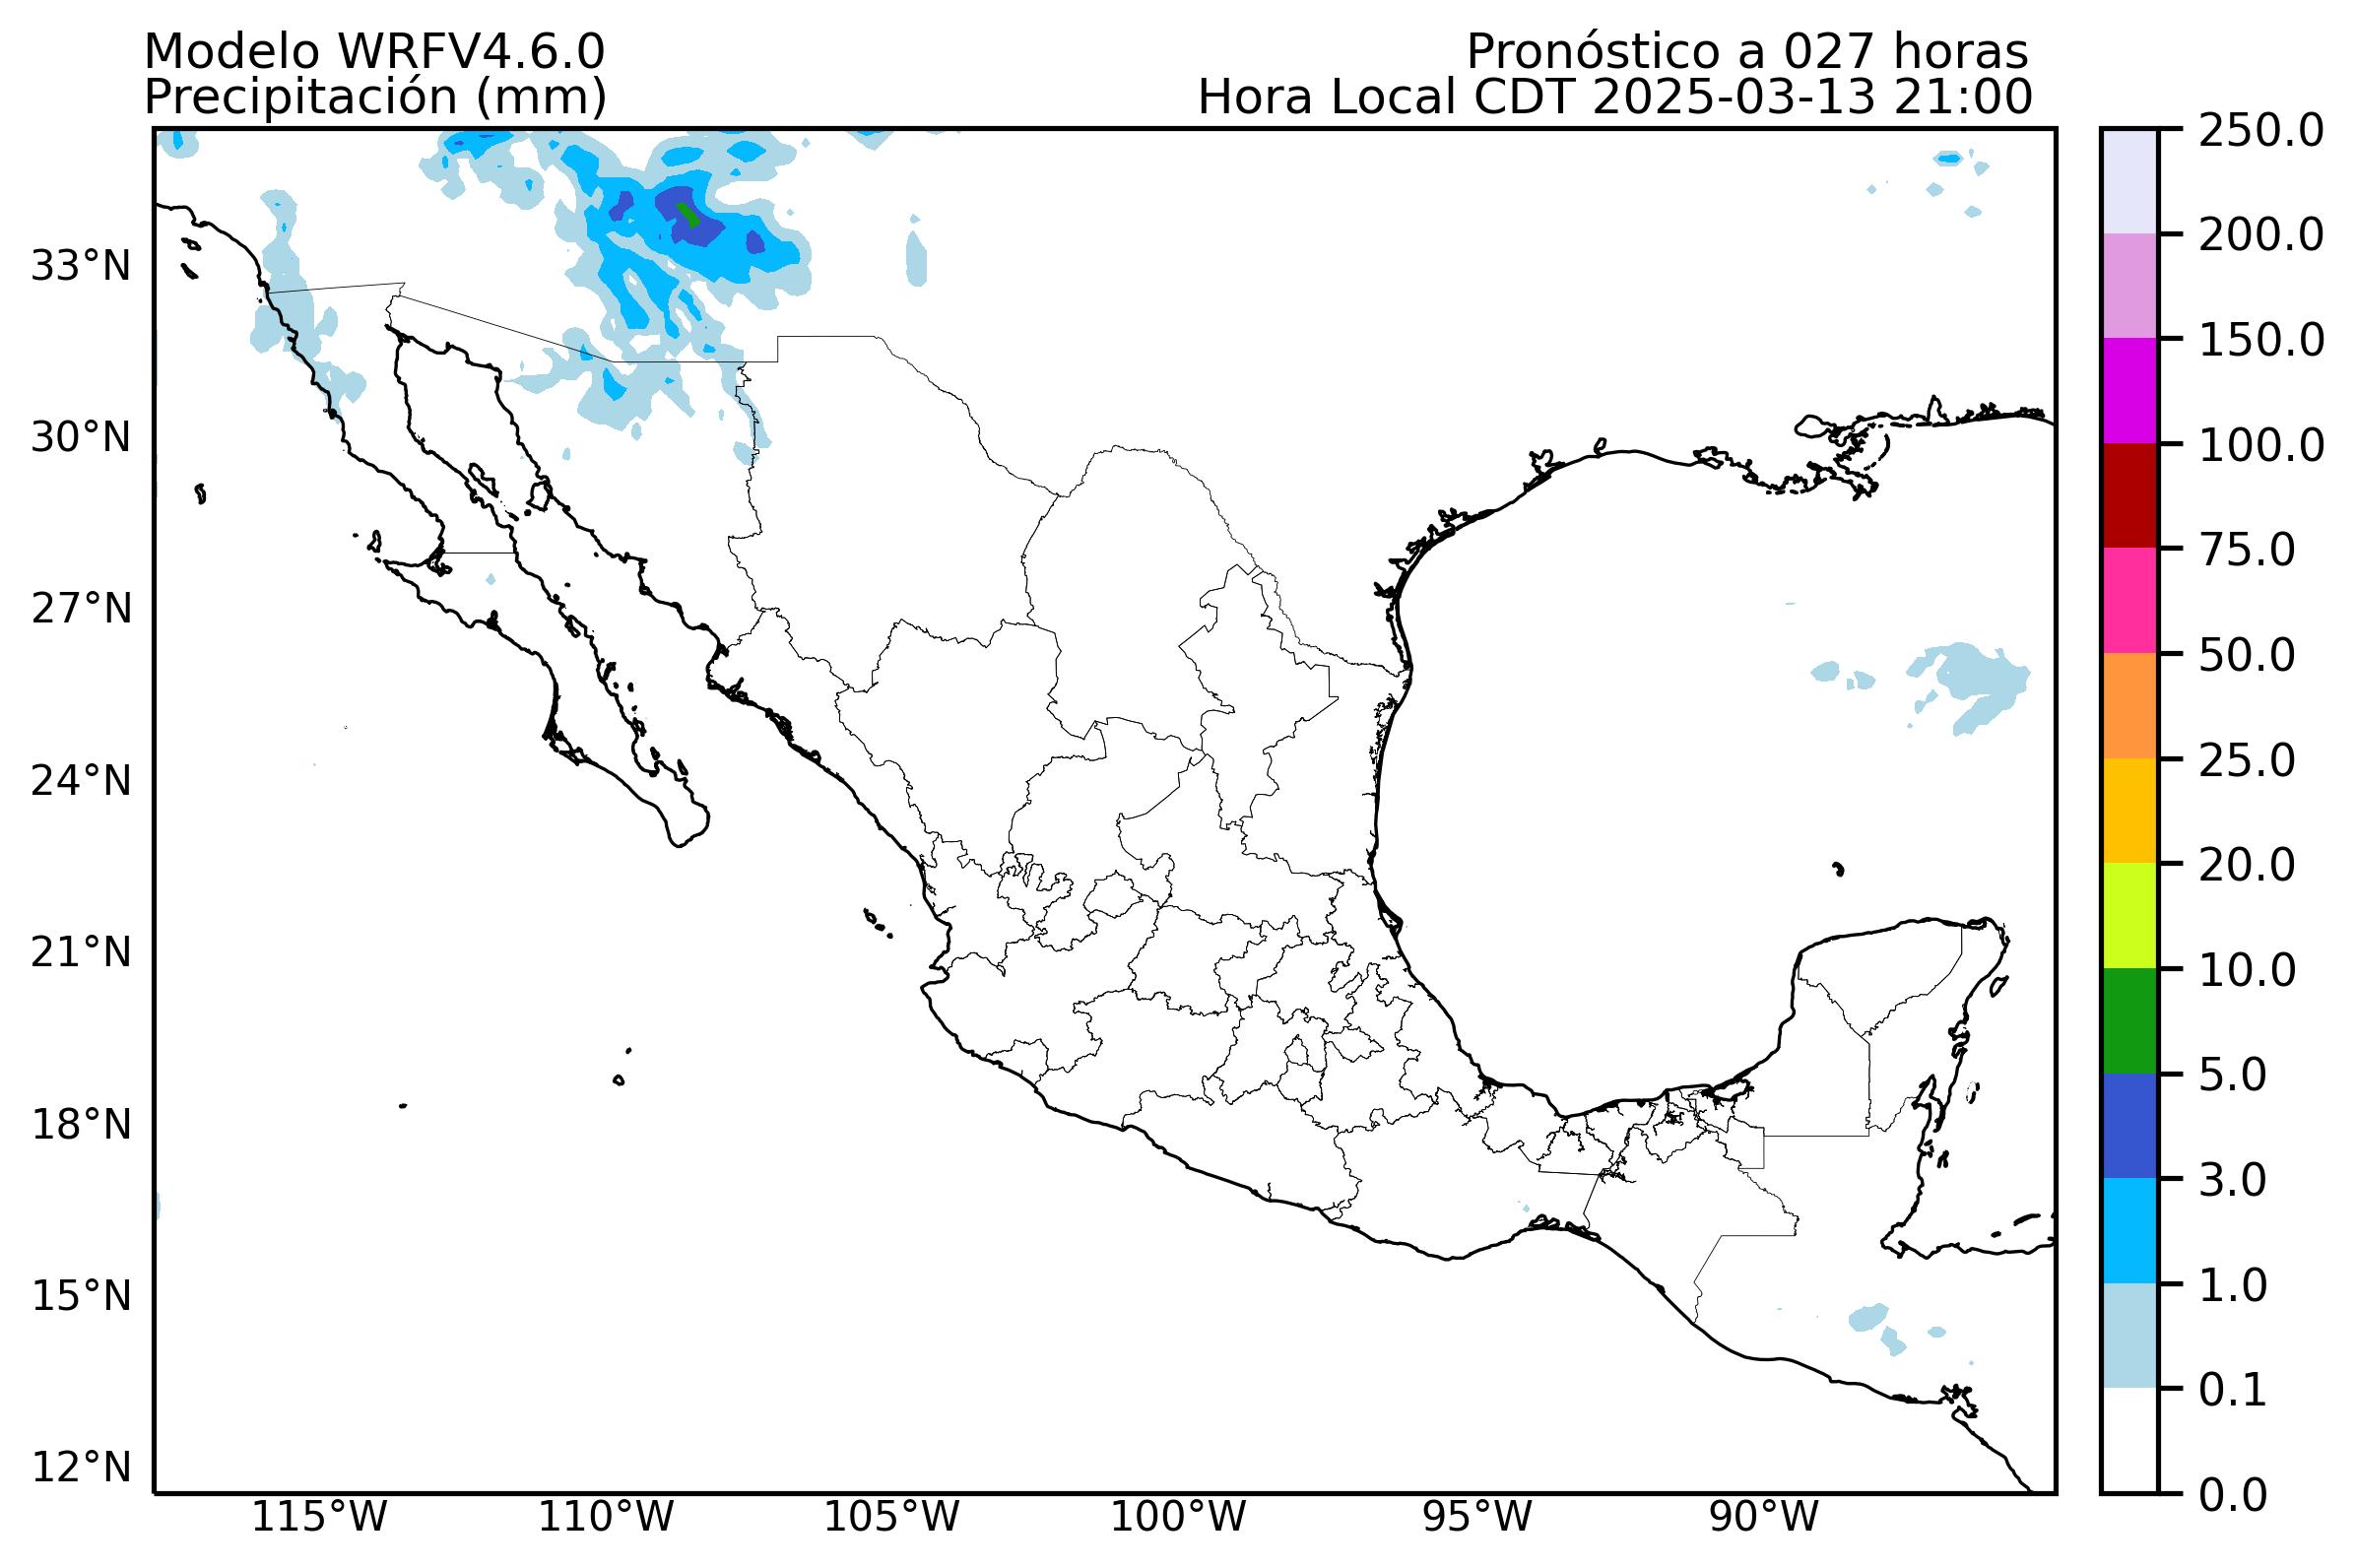 Modelo WRFV4.6.0
Precipitación (mm)
Pronóstico a 027 horas
Hora Local CDT 2025-03-13 21:00
33°N
30°N
27°N
24°N
21°N
18°N
15°N
12°N
115°W
110°W
105°W
100°W
95°W
90°W
250.0
200.0
150.0
100.0
75.0
50.0
25.0
20.0
10.0
5.0
3.0
1.0
0.1
0.0